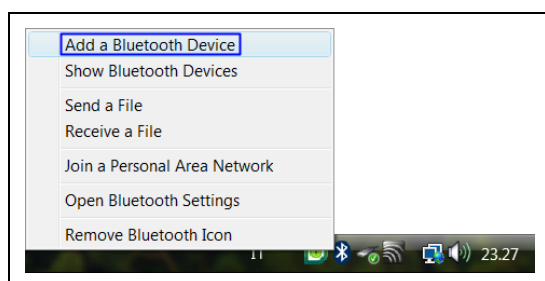 Add a Bluetooth Device
Show Bluetooth Devices
Send a File
Receive a File
Join a Personal Area Network
Open Bluetooth Settings
Remove Bluetooth Icon
23.27